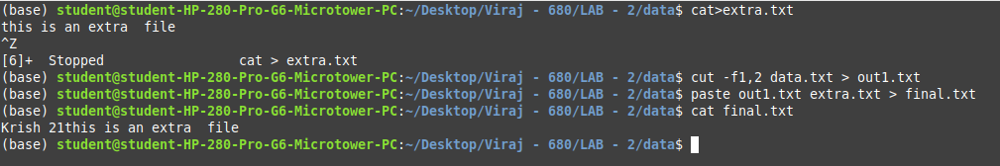 (base) student@student-HP-280-Pro-G6-Microtower-PC:~/Desktop/Viraj - 680/LAB - 2/data$ cat>extra.txt
this is an extra  file
^Z
[6]+  Stopped                 cat > extra.txt
(base) student@student-HP-280-Pro-G6-Microtower-PC:~/Desktop/Viraj - 680/LAB - 2/data$ cut -f1,2 data.txt > out1.txt
(base) student@student-HP-280-Pro-G6-Microtower-PC:~/Desktop/Viraj - 680/LAB - 2/data$ paste out1.txt extra.txt > final.txt
(base) student@student-HP-280-Pro-G6-Microtower-PC:~/Desktop/Viraj - 680/LAB - 2/data$ cat final.txt
Krish 21this is an extra  file
(base) student@student-HP-280-Pro-G6-Microtower-PC:~/Desktop/Viraj - 680/LAB - 2/data$